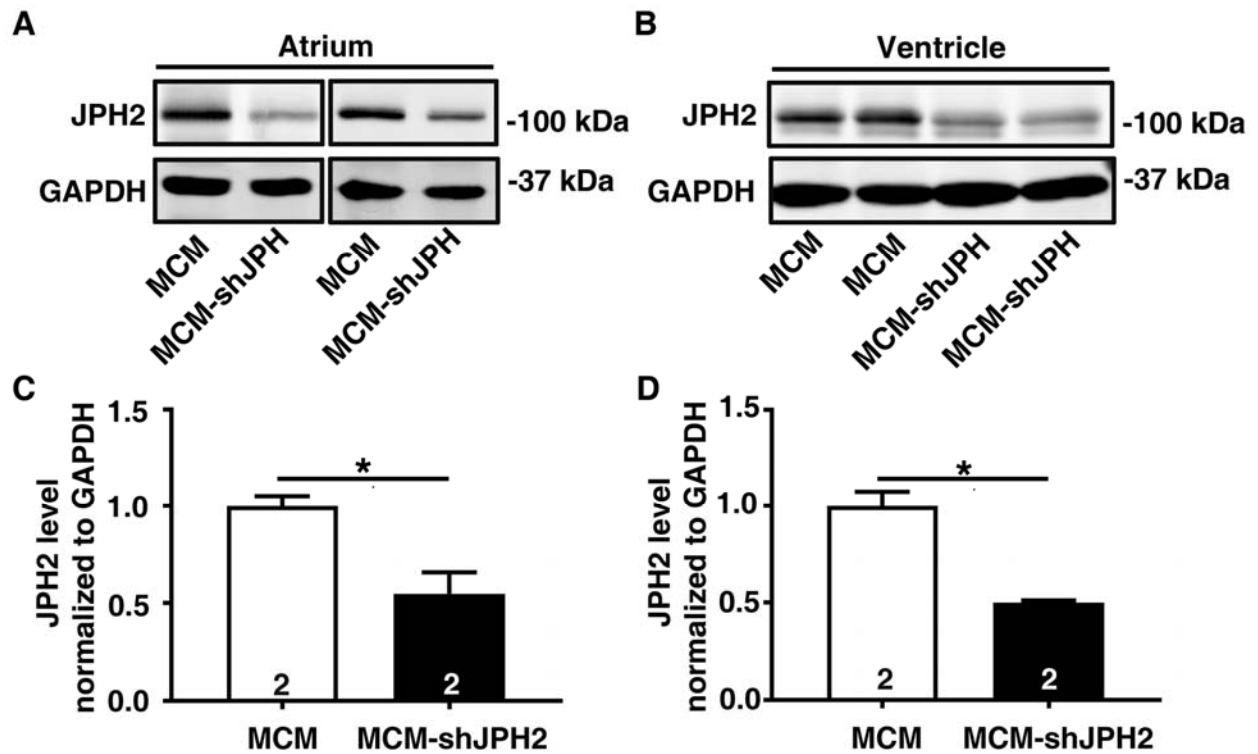 A
Atrium
JPH2
-100 kDa
GAPDH
-37 kDa
MCM
MCM-shJPH
MCM
MCM-shJPH
B
Ventricle
JPH2
-100 kDa
GAPDH
-37 kDa
MCM
MCM
MCM-shJPH
MCM-shJPH
C
JPH2 level
normalized to GAPDH
1.5
1.0
0.5
0.0
*
2
2
MCM
MCM-shJPH2
D
JPH2 level
normalized to GAPDH
1.5
1.0
0.5
0.0
*
2
2
MCM
MCM-shJPH2